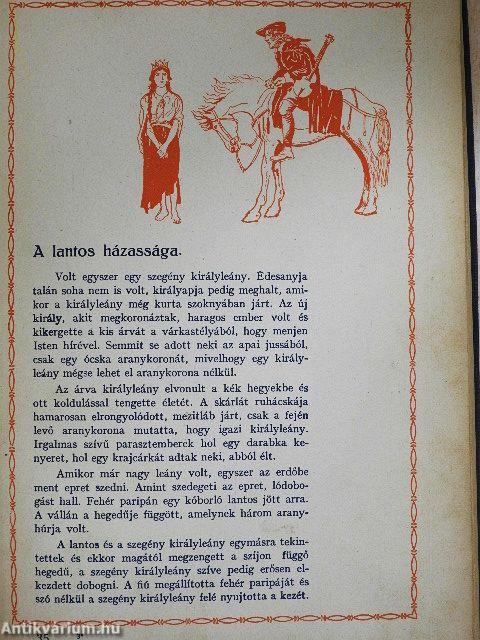 A lantos házassága.
Volt egyszer egy szegény királyleány. Édesanyja
talán soha nem is volt, királyapja pedig meghalt, ami-
kor a királyleány még kurta szoknyában járt. Az új
király, akit megkoronáztak, haragos ember volt és
kikergette a kis árvát a várkastélyából, hogy menjen
Isten hírével. Semmit se adott neki az apai jussából,
csak egy ócska aranykoronát, mivelhogy egy király-
leány mégse lehet el aranykorona nélkül.
Az árva királyleány elvonult a kék hegyekbe és
ott koldulással tengette életét. A skárlát ruhácskája
hamarosan elrongyolódott, mezitláb járt, csak a fején
levő aranykorona mutatta, hogy igazi királyleány.
Irgalmas szívű parasztemberek hol egy darabka ke-
nyeret, hol egy krajcárkát adtak neki, abból élt.
Amikor már nagy leány volt, egyszer az erdőbe
ment epret szedni. Amint szedegeti az epret, lódobo-
gást hall. Fehér paripán egy kóborló lantos jött arra.
A vállán a hegedűje függött, amelynek három arany-
húrja volt.
A lantos és a szegény királyleány egymásra tekin-
tettek és ekkor magától megzengett a szíjon függő
hegedű, a szegény királyleány szíve pedig erősen el-
kezdett dobogni. A fiú megállította fehér paripáját és
szó nélkül a szegény királyleány felé nyujtotta a kezét.
Antikvarium.hu